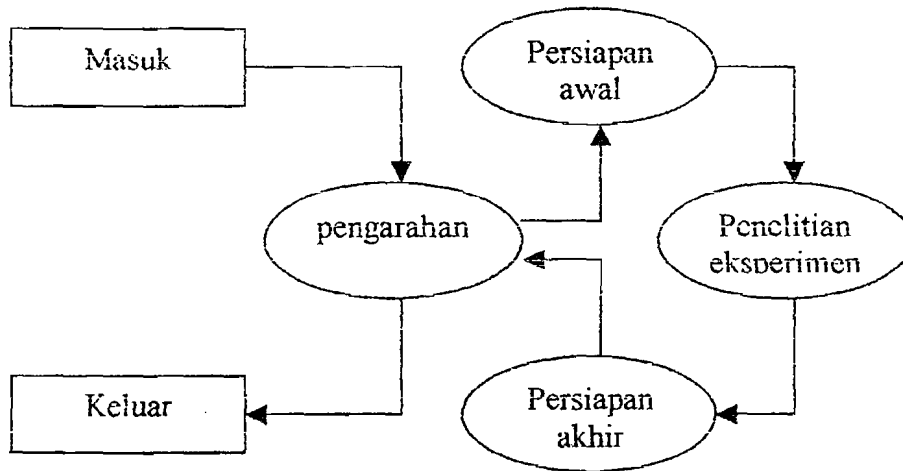 Masuk
Persiapan
awal
pengarahan
Penelitian
eksperimen
Keluar
Persiapan
akhir